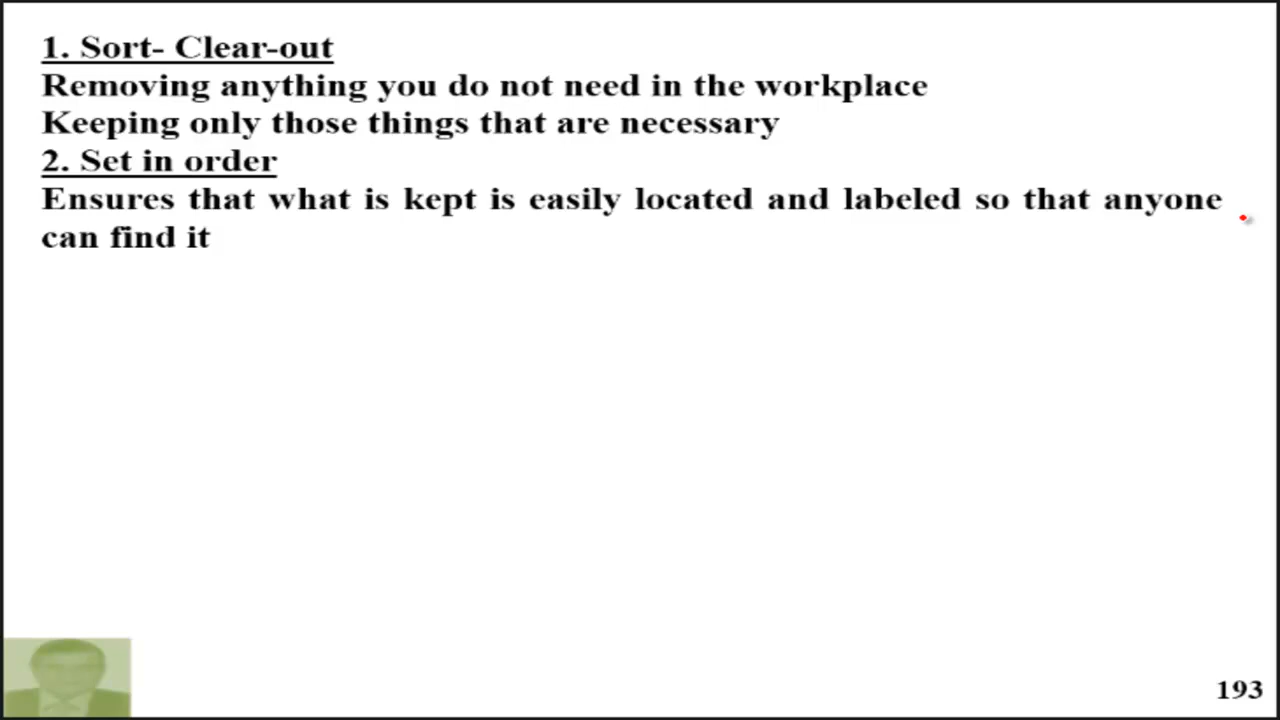 1. Sort- Clear-out
Removing anything you do not need in the workplace
Keeping only those things that are necessary
2. Set in order
Ensures that what is kept is easily located and labeled so that anyone
can find it
193